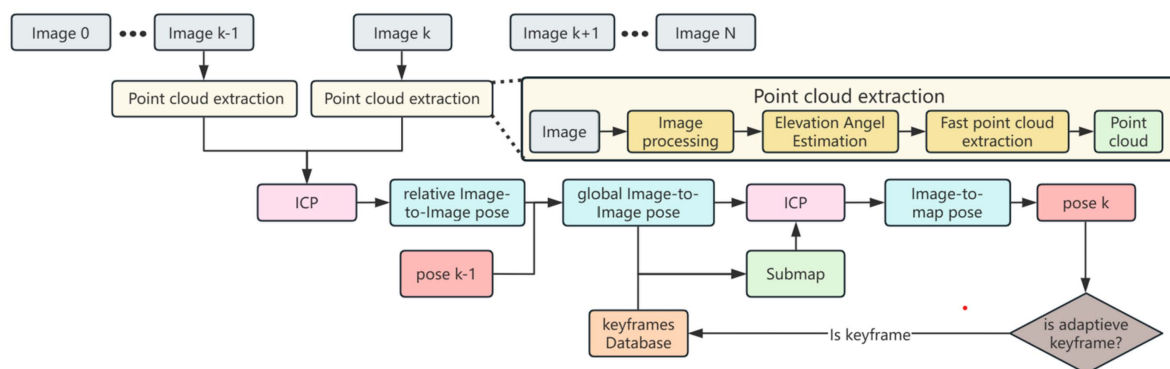 Image 0
Image k-1
Image k
Image k+1
Image N
Point cloud extraction
Point cloud extraction
Point cloud extraction
Image
Image
processing
Elevation Angel
Estimation
Fast point cloud
extraction
Point
cloud
ICP
relative Image-
to-Image pose
global Image-to-
Image pose
ICP
Image-to-
map pose
pose k
pose k-1
Submap
keyframes
Database
Is keyframe
is adaptieve
keyframe?